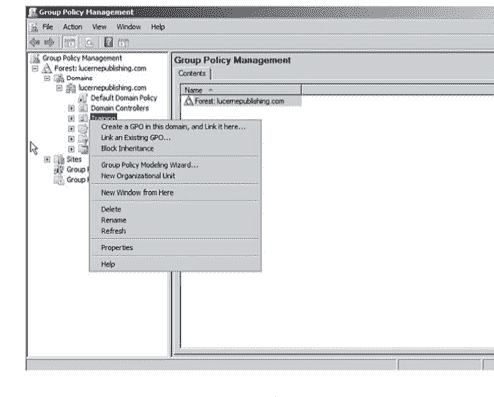 Group Policy Management
File Action View Window Help
Group Policy Management
Forest: lucernepublishing.com
Domains
lucernepublishing.com
Default Domain Policy
Domain Controllers
Training
Sites
Group P
Group P
Create a GPO in this domain, and Link it here...
Link an Existing GPO...
Block Inheritance
Group Policy Modeling Wizard...
New Organizational Unit
New Window from Here
Delete
Rename
Refresh
Properties
Help
Group Policy Management
Contents
Name
Forest: lucernepublishing.com